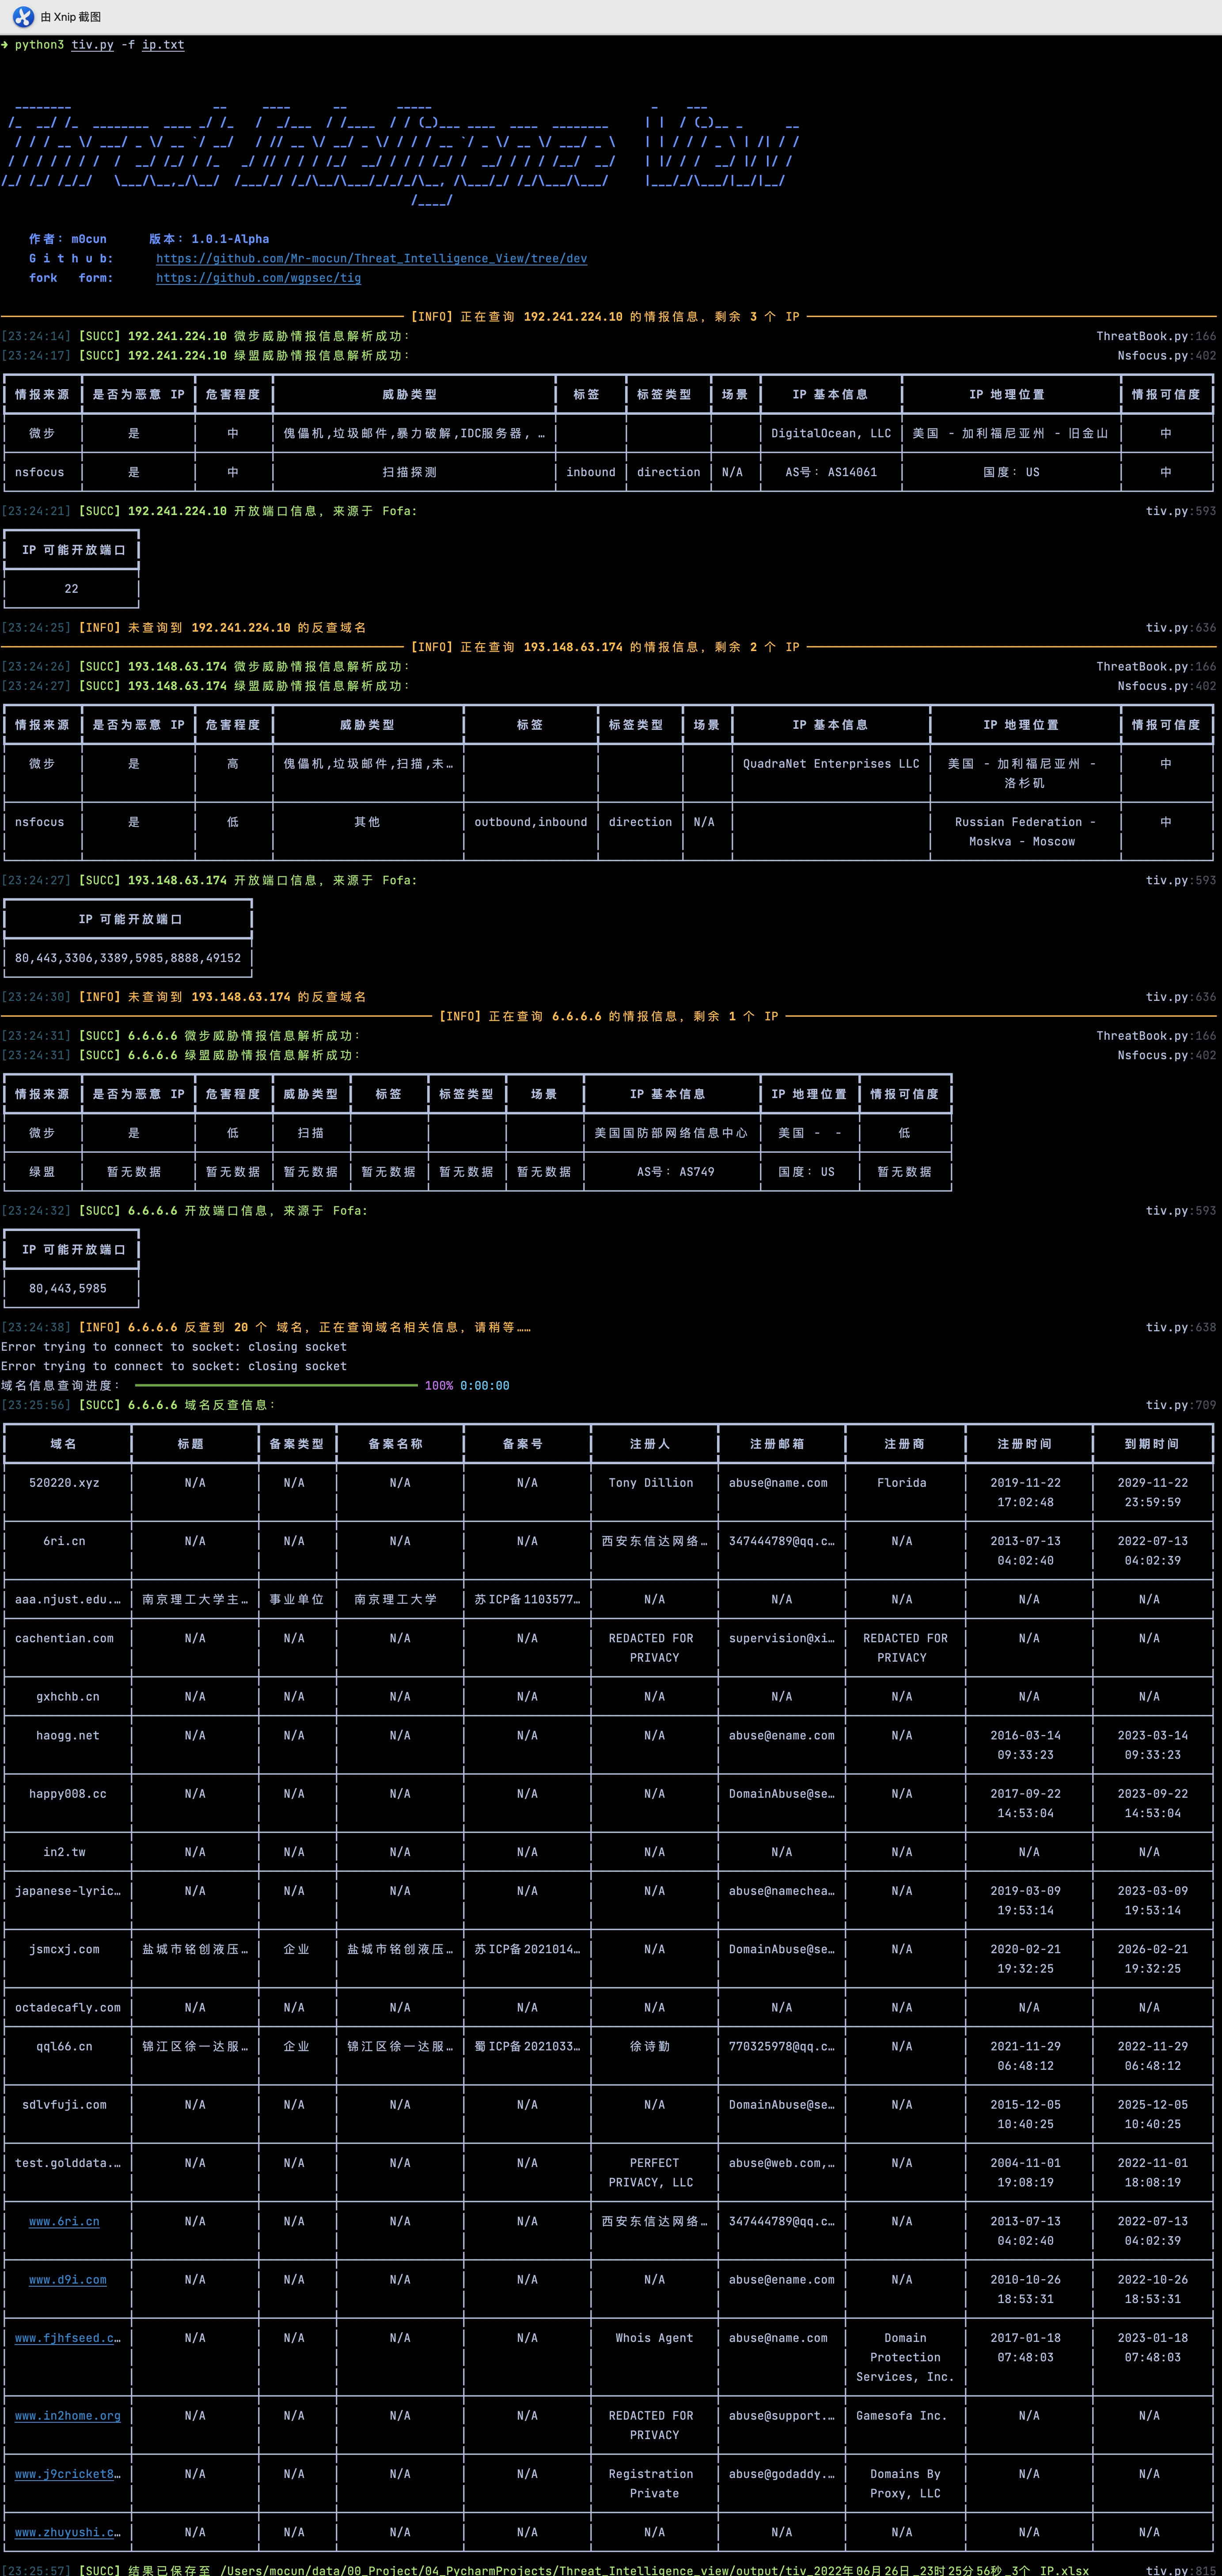 由 Xnip 截图
➜ python3 tiv.py -f ip.txt
作者：m0cun 版本：1.0.1-Alpha
G i t h u b: https://github.com/Mr-mocun/Threat_Intelligence_View/tree/dev
fork form: https://github.com/wgpsec/tig
[INFO] 正在查询 192.241.224.10 的情报信息，剩余 3 个 IP
[23:24:14] [SUCC] 192.241.224.10 微步威胁情报信息解析成功： ThreatBook.py:166
[23:24:17] [SUCC] 192.241.224.10 绿盟威胁情报信息解析成功： Nsfocus.py:402
情报来源 是否为恶意 IP 危害程度 威胁类型 标签 标签类型 场景 IP 基本信息 IP 地理位置 情报可信度
微步 是 中 傀儡机,垃圾邮件,暴力破解,IDC服务器, … DigitalOcean, LLC 美国 - 加利福尼亚州 - 旧金山 中
nsfocus 是 中 扫描探测 inbound direction N/A AS号：AS14061 国度：US 中
[23:24:21] [SUCC] 192.241.224.10 开放端口信息，来源于 Fofa: tiv.py:593
IP 可能开放端口
22
[23:24:25] [INFO] 未查询到 192.241.224.10 的反查域名 tiv.py:636
[INFO] 正在查询 193.148.63.174 的情报信息，剩余 2 个 IP
[23:24:26] [SUCC] 193.148.63.174 微步威胁情报信息解析成功： ThreatBook.py:166
[23:24:27] [SUCC] 193.148.63.174 绿盟威胁情报信息解析成功： Nsfocus.py:402
情报来源 是否为恶意 IP 危害程度 威胁类型 标签 标签类型 场景 IP 基本信息 IP 地理位置 情报可信度
微步 是 高 傀儡机,垃圾邮件,扫描,未… QuadraNet Enterprises LLC 美国 - 加利福尼亚州 - 中
洛杉矶
nsfocus 是 低 其他 outbound,inbound direction N/A Russian Federation - 中
Moskva - Moscow
[23:24:27] [SUCC] 193.148.63.174 开放端口信息，来源于 Fofa: tiv.py:593
IP 可能开放端口
80,443,3306,3389,5985,8888,49152
[23:24:30] [INFO] 未查询到 193.148.63.174 的反查域名 tiv.py:636
[INFO] 正在查询 6.6.6.6 的情报信息，剩余 1 个 IP
[23:24:31] [SUCC] 6.6.6.6 微步威胁情报信息解析成功： ThreatBook.py:166
[23:24:31] [SUCC] 6.6.6.6 绿盟威胁情报信息解析成功： Nsfocus.py:402
情报来源 是否为恶意 IP 危害程度 威胁类型 标签 标签类型 场景 IP 基本信息 IP 地理位置 情报可信度
微步 是 低 扫描 美国国防部网络信息中心 美国 - - 低
绿盟 暂无数据 暂无数据 暂无数据 暂无数据 暂无数据 暂无数据 AS号：AS749 国度：US 暂无数据
[23:24:32] [SUCC] 6.6.6.6 开放端口信息，来源于 Fofa: tiv.py:593
IP 可能开放端口
80,443,5985
[23:24:38] [INFO] 6.6.6.6 反查到 20 个 域名，正在查询域名相关信息，请稍等…… tiv.py:638
Error trying to connect to socket: closing socket
Error trying to connect to socket: closing socket
域名信息查询进度： 100% 0:00:00
[23:25:56] [SUCC] 6.6.6.6 域名反查信息： tiv.py:709
域名 标题 备案类型 备案名称 备案号 注册人 注册邮箱 注册商 注册时间 到期时间
520220.xyz N/A N/A N/A N/A Tony Dillion abuse@name.com Florida 2019-11-22 2029-11-22
17:02:48 23:59:59
6ri.cn N/A N/A N/A N/A 西安东信达网络… 347444789@qq.c… N/A 2013-07-13 2022-07-13
04:02:40 04:02:39
aaa.njust.edu.… 南京理工大学主… 事业单位 南京理工大学 苏ICP备1103577… N/A N/A N/A N/A N/A
cachentian.com N/A N/A N/A N/A REDACTED FOR supervision@xi… REDACTED FOR N/A N/A
PRIVACY PRIVACY
gxhchb.cn N/A N/A N/A N/A N/A N/A N/A N/A N/A
haogg.net N/A N/A N/A N/A N/A abuse@ename.com N/A 2016-03-14 2023-03-14
09:33:23 09:33:23
happy008.cc N/A N/A N/A N/A N/A DomainAbuse@se… N/A 2017-09-22 2023-09-22
14:53:04 14:53:04
in2.tw N/A N/A N/A N/A N/A N/A N/A N/A N/A
japanese-lyric… N/A N/A N/A N/A N/A abuse@namechea… N/A 2019-03-09 2023-03-09
19:53:14 19:53:14
jsmcxj.com 盐城市铭创液压… 企业 盐城市铭创液压… 苏ICP备2021014… N/A DomainAbuse@se… N/A 2020-02-21 2026-02-21
19:32:25 19:32:25
octadecafly.com N/A N/A N/A N/A N/A N/A N/A N/A N/A
qql66.cn 锦江区徐一达服… 企业 锦江区徐一达服… 蜀ICP备2021033… 徐诗勤 770325978@qq.c… N/A 2021-11-29 2022-11-29
06:48:12 06:48:12
sdlvfuji.com N/A N/A N/A N/A N/A DomainAbuse@se… N/A 2015-12-05 2025-12-05
10:40:25 10:40:25
test.golddata.… N/A N/A N/A N/A PERFECT abuse@web.com,… N/A 2004-11-01 2022-11-01
PRIVACY, LLC 19:08:19 18:08:19
www.6ri.cn N/A N/A N/A N/A 西安东信达网络… 347444789@qq.c… N/A 2013-07-13 2022-07-13
04:02:40 04:02:39
www.d9i.com N/A N/A N/A N/A N/A abuse@ename.com N/A 2010-10-26 2022-10-26
18:53:31 18:53:31
www.fjhfseed.c… N/A N/A N/A N/A Whois Agent abuse@name.com Domain 2017-01-18 2023-01-18
Protection 07:48:03 07:48:03
Services, Inc.
www.in2home.org N/A N/A N/A N/A REDACTED FOR abuse@support.… Gamesofa Inc. N/A N/A
PRIVACY
www.j9cricket8… N/A N/A N/A N/A Registration abuse@godaddy.… Domains By N/A N/A
Private Proxy, LLC
www.zhuyushi.c… N/A N/A N/A N/A N/A N/A N/A N/A N/A
[23:25:57] [SUCC] 结果已保存至 /Users/mocun/data/00_Project/04_PycharmProjects/Threat_Intelligence_view/output/tiv_2022年06月26日_23时25分56秒_3个 IP.xlsx tiv.py:815